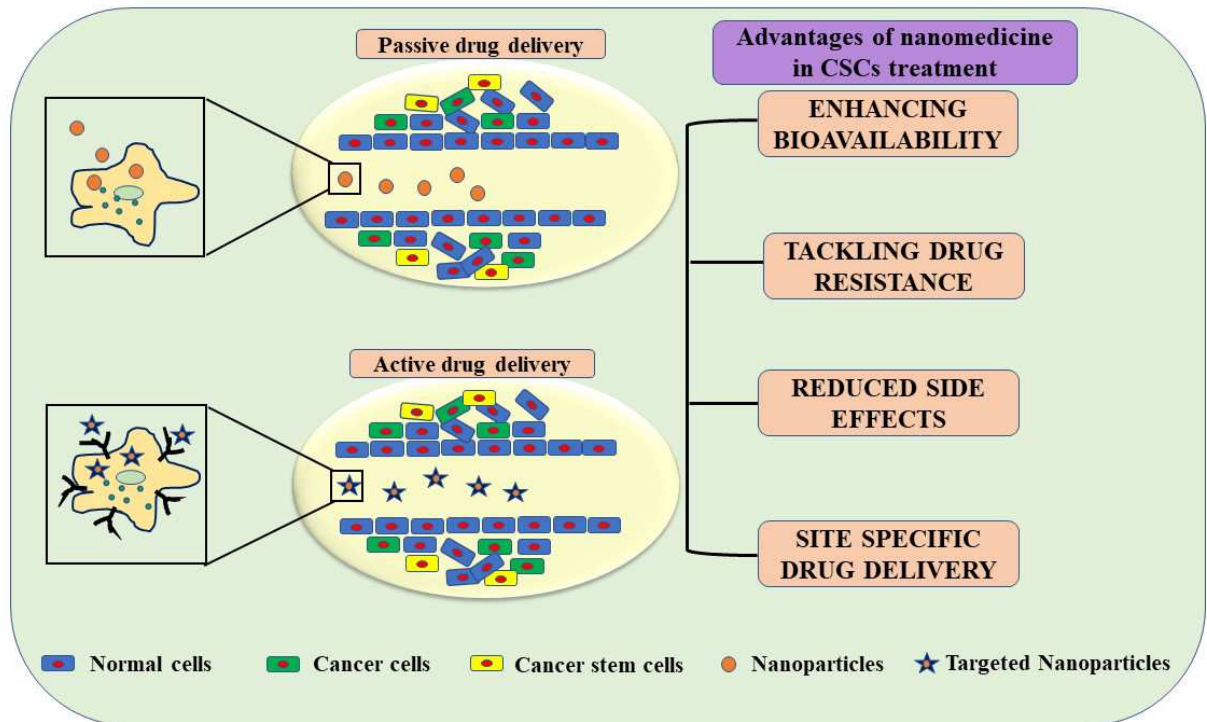 Passive drug delivery
Advantages of nanomedicine
in CSCs treatment
ENHANCING
BIOAVAILABILITY
TACKLING DRUG
RESISTANCE
Active drug delivery
REDUCED SIDE
EFFECTS
SITE SPECIFIC
DRUG DELIVERY
Normal cells
Cancer cells
Cancer stem cells
Nanoparticles
Targeted Nanoparticles